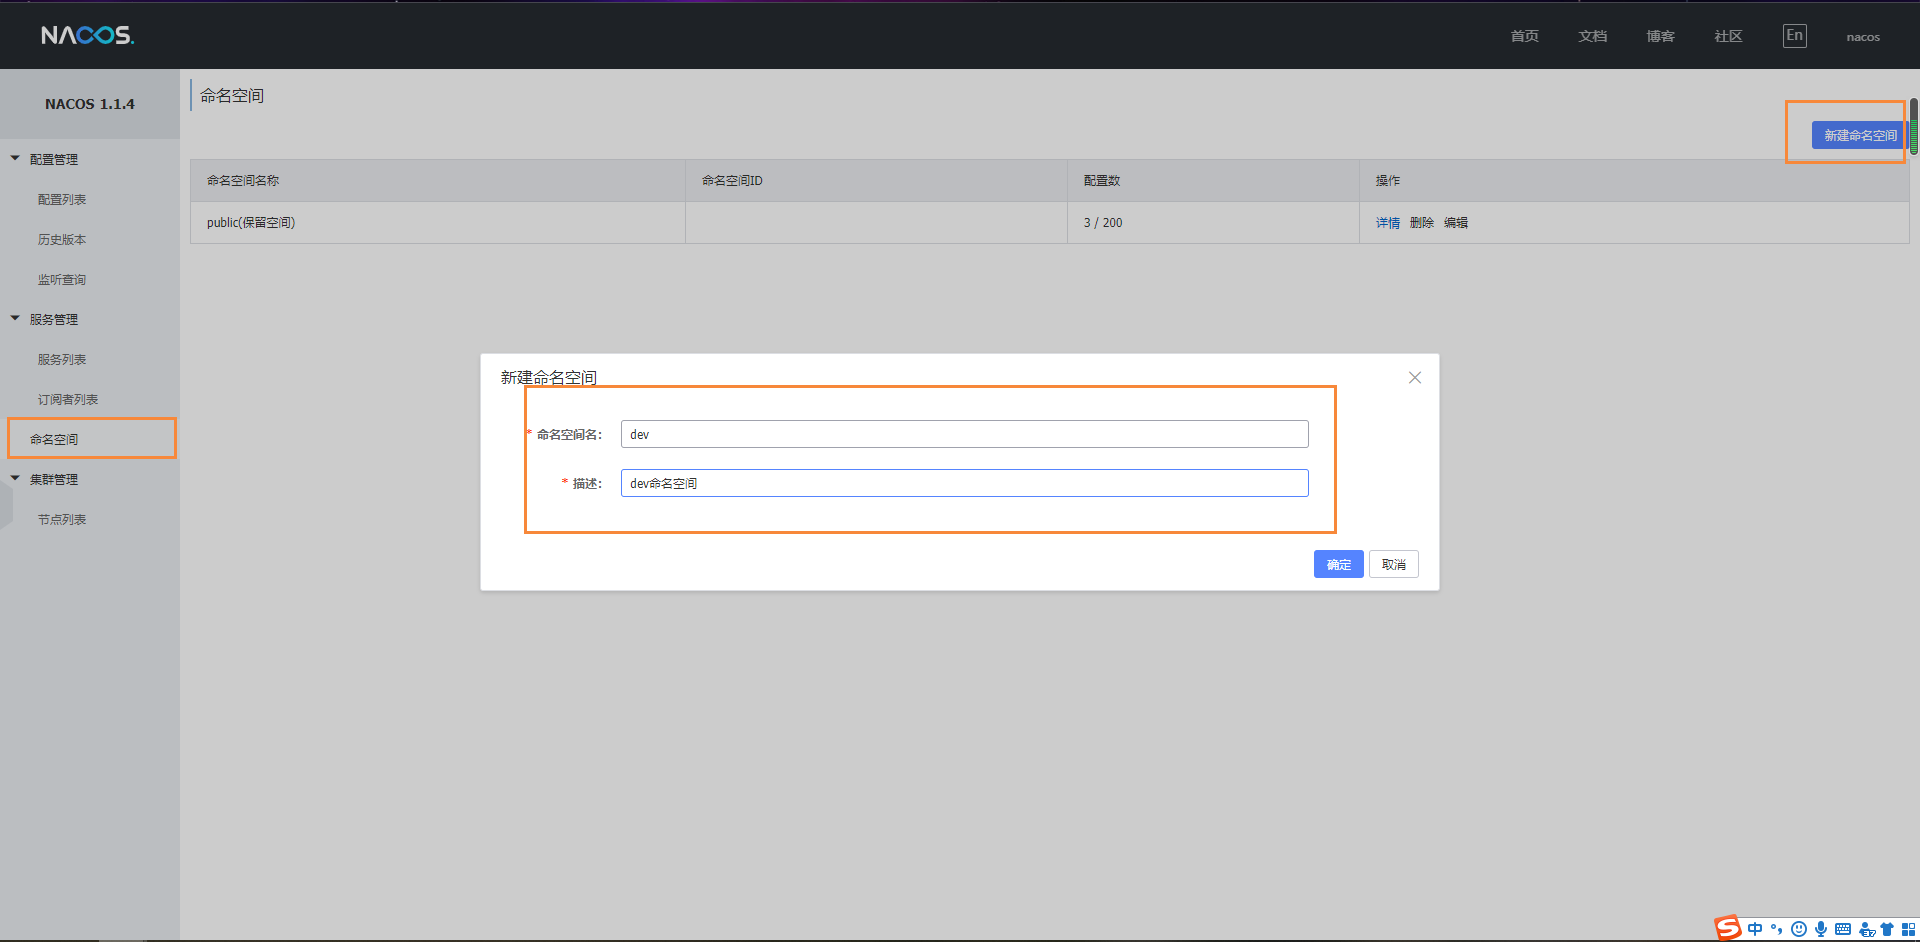 NACOS.
首页
文档
博客
社区
En
nacos
NACOS 1.1.4
配置管理
配置列表
历史版本
监听查询
服务管理
服务列表
订阅者列表
命名空间
集群管理
节点列表
命名空间
新建命名空间
命名空间名称 命名空间ID 配置数 操作
public(保留空间) 3 / 200 详情 删除 编辑
新建命名空间
* 命名空间名: dev
* 描述: dev命名空间
确定 取消
S 中